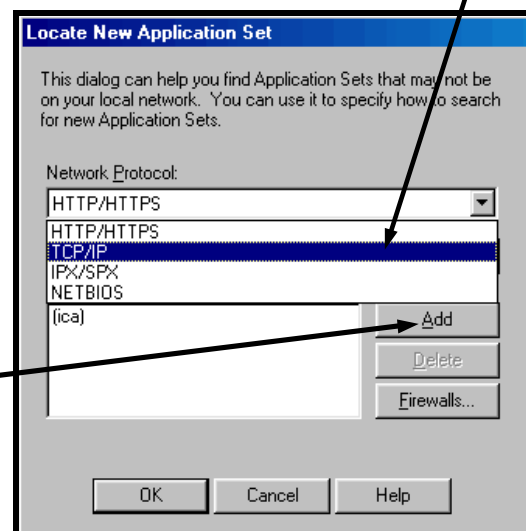 Locate New Application Set
This dialog can help you find Application Sets that may not be
on your local network. You can use it to specify how to search
for new Application Sets.
Network Protocol:
HTTP/HTTPS
HTTP/HTTPS
TCP/IP
IPX/SPX
NETBIOS
(ica)
Add
Delete
Firewalls...
OK Cancel Help